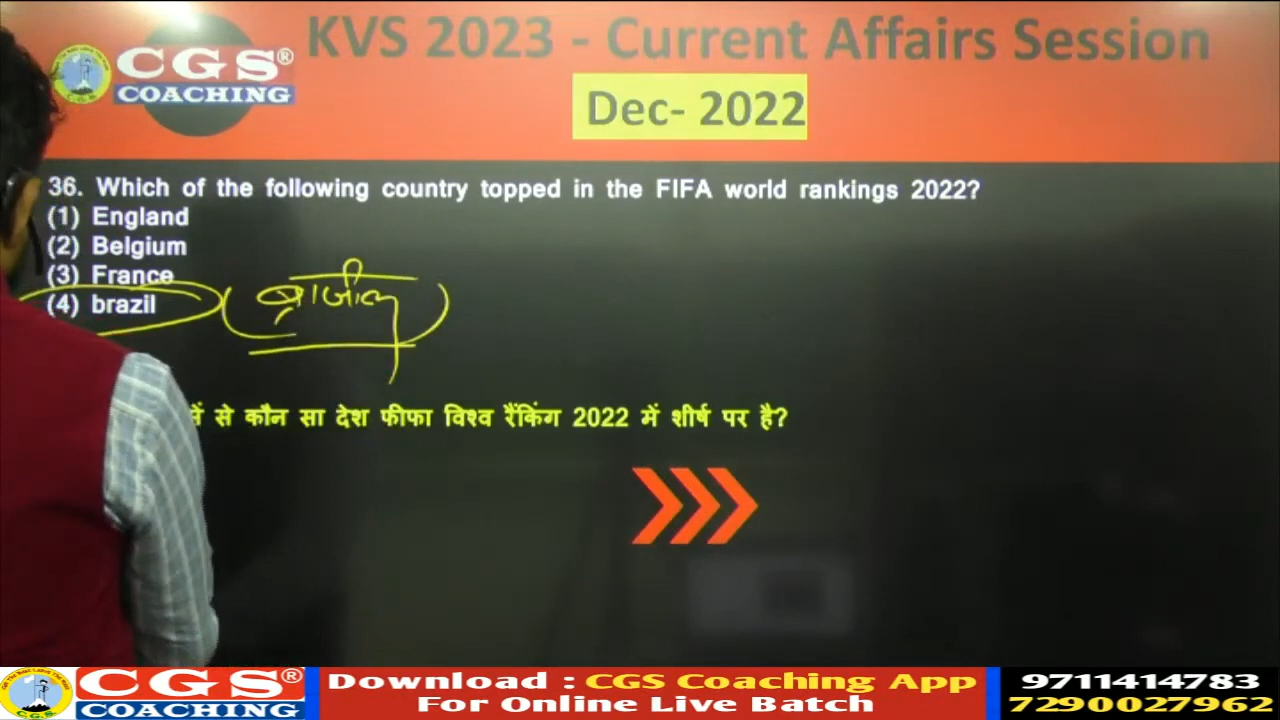 KVS 2023 - Current Affairs Session
CGS®
COACHING
C.G.S.
Dec- 2022
36. Which of the following country topped in the FIFA world rankings 2022?
(1) England
(2) Belgium
(3) France
(4) brazil
(ब्राजील)
में से कौन सा देश फीफा विश्व रैंकिंग 2022 में शीर्ष पर है?
C.G.S.
CGS®
COACHING
Download : CGS Coaching App
For Online Live Batch
9711414783
7290027962